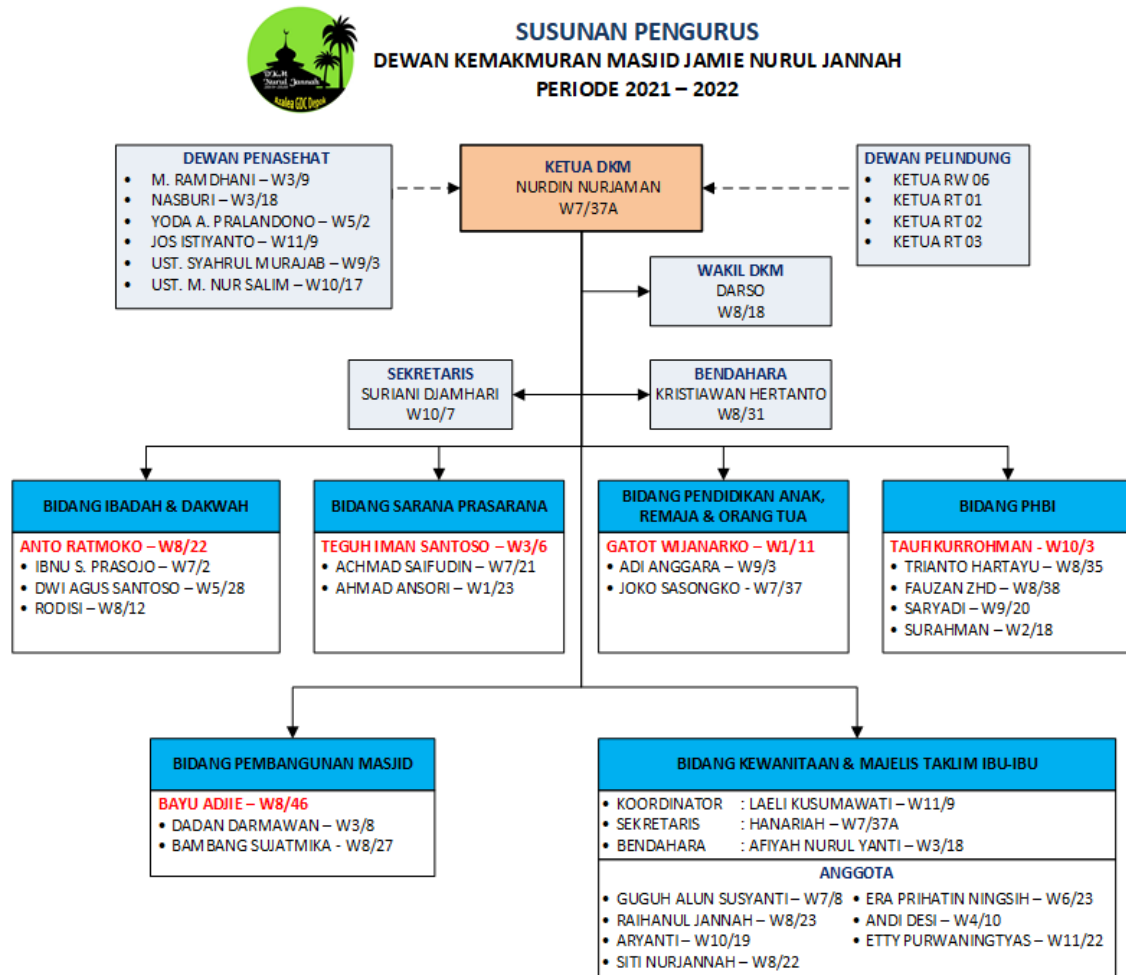 D.K.M
Nurul Jannah
Azalea GDC Depok
SUSUNAN PENGURUS
DEWAN KEMAKMURAN MASJID JAMIE NURUL JANNAH
PERIODE 2021 – 2022
DEWAN PENASEHAT
• M. RAMDHANI – W3/9
• NASBURI – W3/18
• YODA A. PRALANDONO – W5/2
• JOS ISTIYANTO – W11/9
• UST. SYAHRUL MURAJAB – W9/3
• UST. M. NUR SALIM – W10/17
KETUA DKM
NURDIN NURJAMAN
W7/37A
DEWAN PELINDUNG
• KETUA RW 06
• KETUA RT 01
• KETUA RT 02
• KETUA RT 03
WAKIL DKM
DARSO
W8/18
SEKRETARIS
SURIANI DJAMHARI
W10/7
BENDAHARA
KRISTIAWAN HERTANTO
W8/31
BIDANG IBADAH & DAKWAH
ANTO RATMOKO – W8/22
• IBNU S. PRASOJO – W7/2
• DWI AGUS SANTOSO – W5/28
• RODISI – W8/12
BIDANG SARANA PRASARANA
TEGUH IMAN SANTOSO – W3/6
• ACHMAD SAIFUDIN – W7/21
• AHMAD ANSORI – W1/23
BIDANG PENDIDIKAN ANAK,
REMAJA & ORANG TUA
GATOT WIJANARKO – W1/11
• ADI ANGGARA – W9/3
• JOKO SASONGKO - W7/37
BIDANG PHBI
TAUFIKURROHMAN - W10/3
• TRIANTO HARTAYU – W8/35
• FAUZAN ZHD – W8/38
• SARYADI – W9/20
• SURAHMAN – W2/18
BIDANG PEMBANGUNAN MASJID
BAYU ADJIE – W8/46
• DADAN DARMAWAN – W3/8
• BAMBANG SUJATMIKA - W8/27
BIDANG KEWANITAAN & MAJELIS TAKLIM IBU-IBU
• KOORDINATOR : LAELI KUSUMAWATI – W11/9
• SEKRETARIS : HANARIAH – W7/37A
• BENDAHARA : AFIYAH NURUL YANTI – W3/18
ANGGOTA
• GUGUH ALUN SUSYANTI – W7/8
• RAIHANUL JANNAH – W8/23
• ARYANTI – W10/19
• SITI NURJANNAH – W8/22
• ERA PRIHATIN NINGSIH – W6/23
• ANDI DESI – W4/10
• ETTY PURWANINGTYAS – W11/22